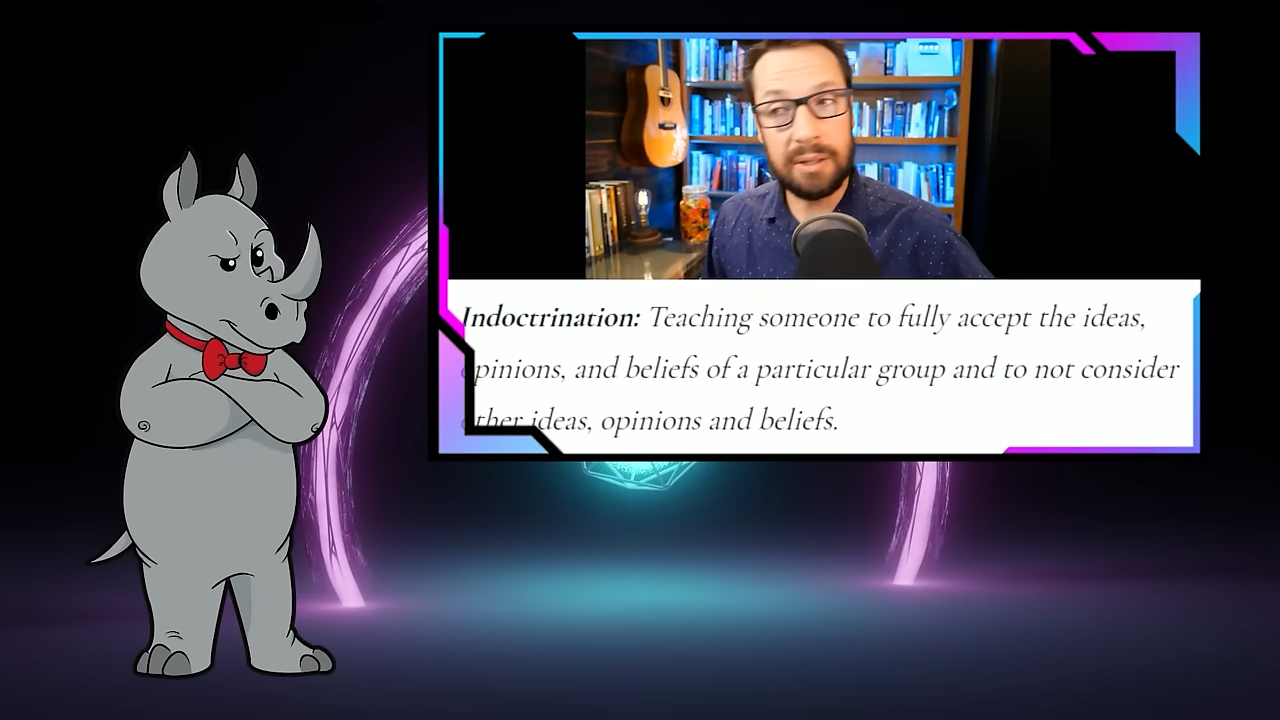 Indoctrination: Teaching someone to fully accept the ideas,
opinions, and beliefs of a particular group and to not consider
other ideas, opinions and beliefs.